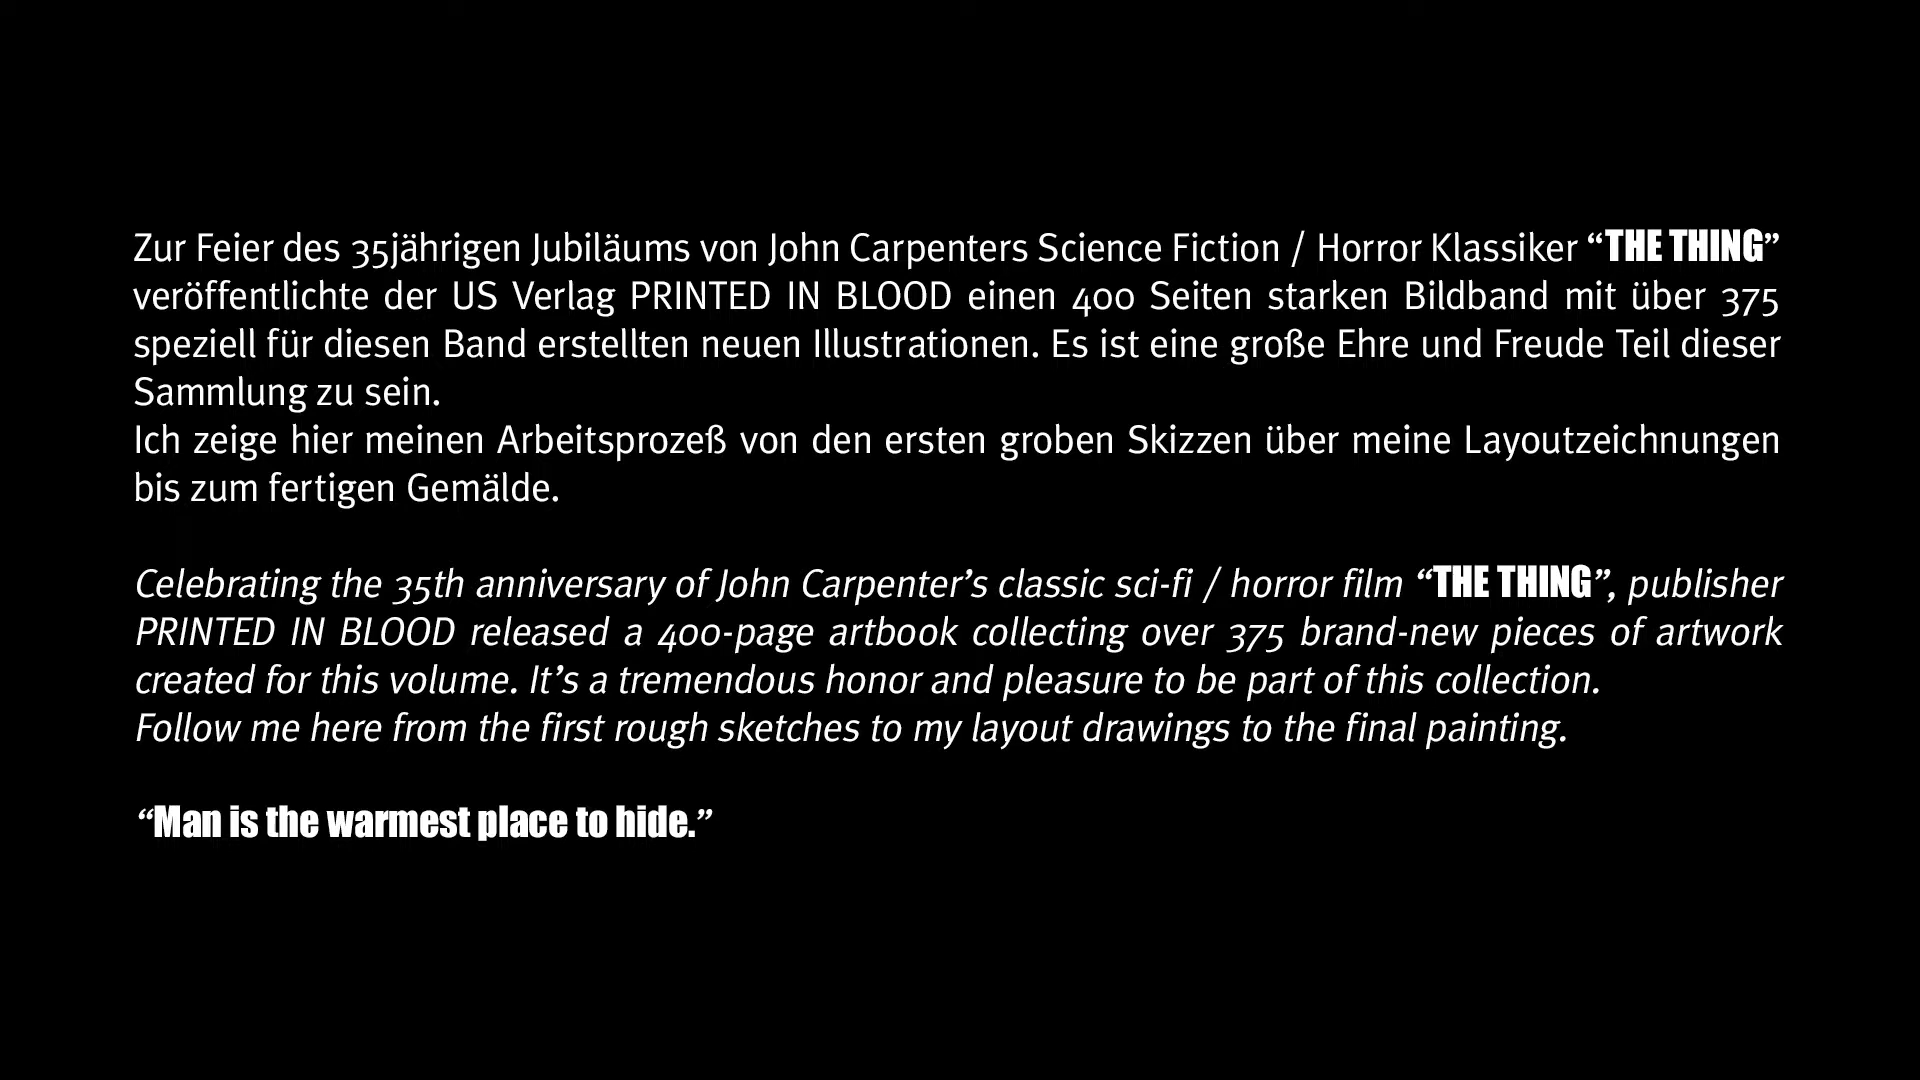 Zur Feier des 35jährigen Jubiläums von John Carpenters Science Fiction / Horror Klassiker “THE THING”
veröffentlichte der US Verlag PRINTED IN BLOOD einen 400 Seiten starken Bildband mit über 375
speziell für diesen Band erstellten neuen Illustrationen. Es ist eine große Ehre und Freude Teil dieser
Sammlung zu sein.
Ich zeige hier meinen Arbeitsprozeß von den ersten groben Skizzen über meine Layoutzeichnungen
bis zum fertigen Gemälde.
Celebrating the 35th anniversary of John Carpenter’s classic sci-fi / horror film “THE THING”, publisher
PRINTED IN BLOOD released a 400-page artbook collecting over 375 brand-new pieces of artwork
created for this volume. It’s a tremendous honor and pleasure to be part of this collection.
Follow me here from the first rough sketches to my layout drawings to the final painting.
“Man is the warmest place to hide.”